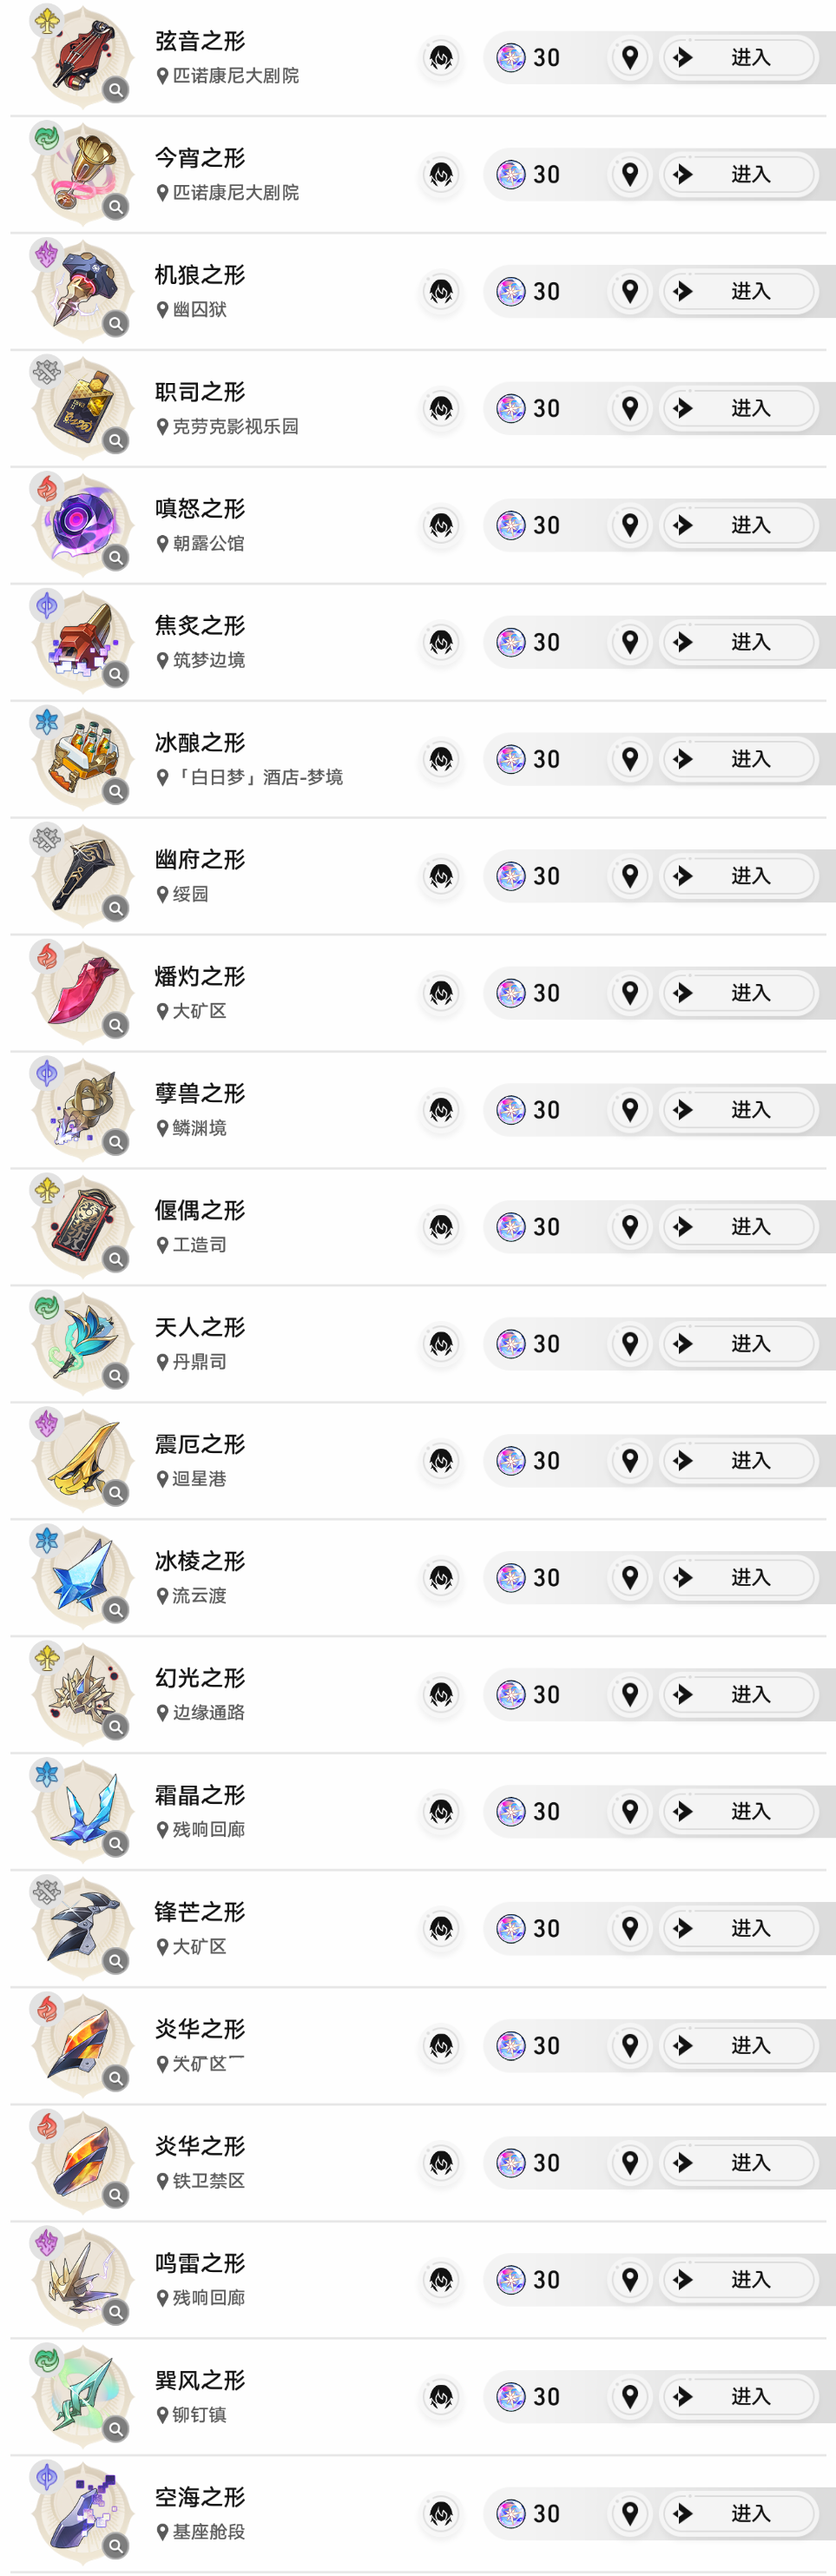 弦音之形
匹诺康尼大剧院
30
进入
今宵之形
匹诺康尼大剧院
30
进入
机狼之形
幽囚狱
30
进入
职司之形
克劳克影视乐园
30
进入
嗔怒之形
朝露公馆
30
进入
焦炙之形
筑梦边境
30
进入
冰酿之形
「白日梦」酒店-梦境
30
进入
幽府之形
绥园
30
进入
燔灼之形
大矿区
30
进入
孽兽之形
鳞渊境
30
进入
偃偶之形
工造司
30
进入
天人之形
丹鼎司
30
进入
震厄之形
迴星港
30
进入
冰棱之形
流云渡
30
进入
幻光之形
边缘通路
30
进入
霜晶之形
残响回廊
30
进入
锋芒之形
大矿区
30
进入
炎华之形
30
进入
炎华之形
铁卫禁区
30
进入
鸣雷之形
残响回廊
30
进入
巽风之形
铆钉镇
30
进入
空海之形
基座舱段
30
进入